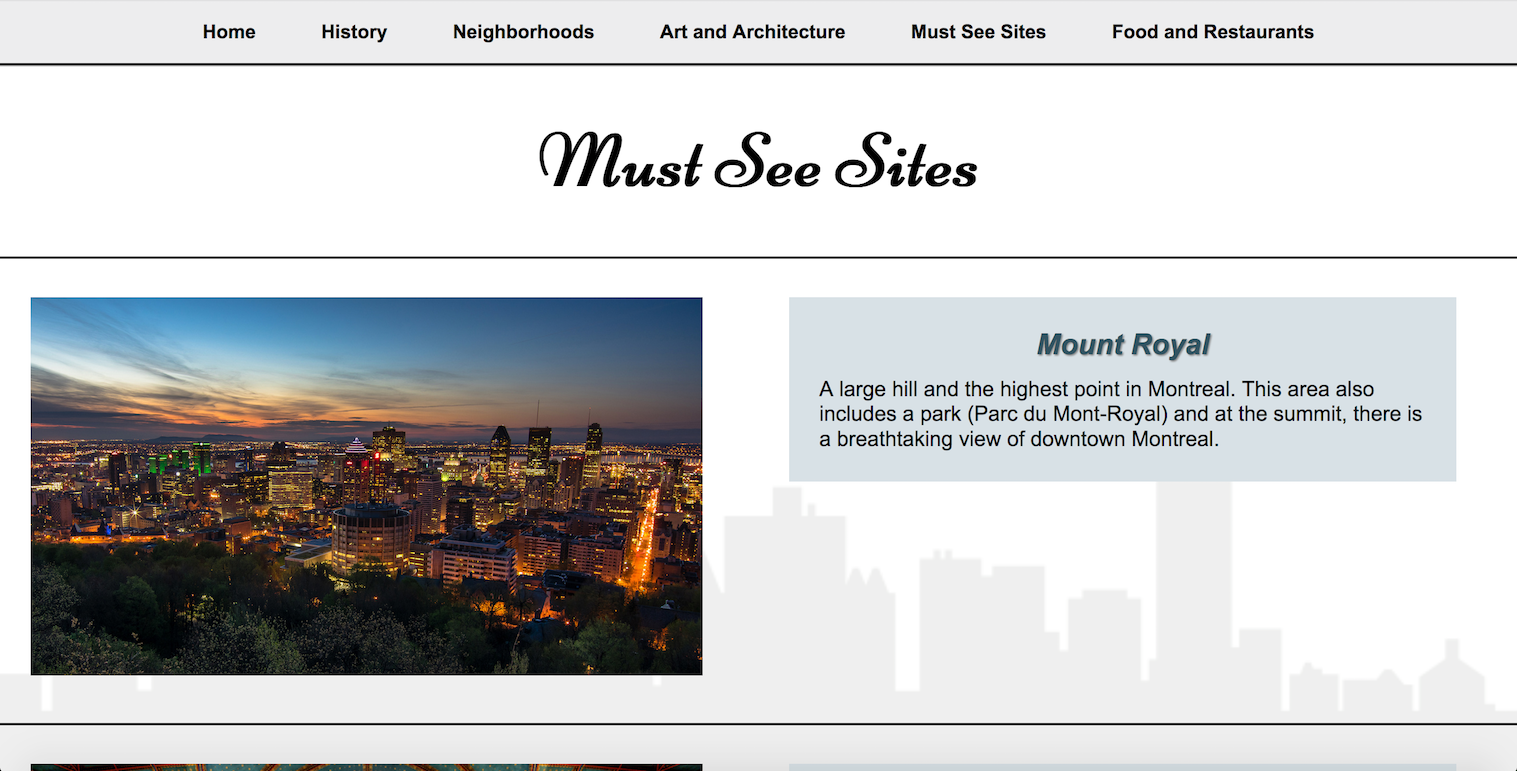 Home History Neighborhoods Art and Architecture Must See Sites Food and Restaurants
Must See Sites
Mount Royal
A large hill and the highest point in Montreal. This area also
includes a park (Parc du Mont-Royal) and at the summit, there is
a breathtaking view of downtown Montreal.